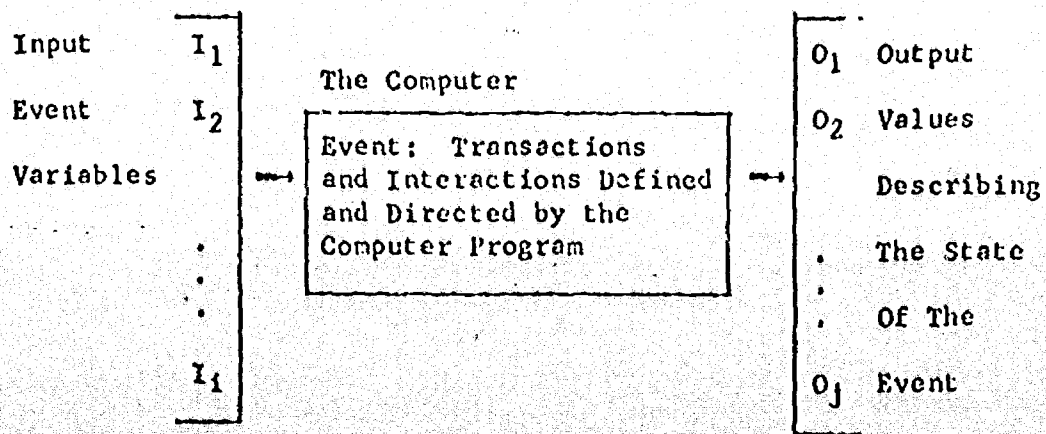 Input I₁
Event I₂
Variables
.
.
.
Iᵢ
The Computer
Event: Transactions
and Interactions Defined
and Directed by the
Computer Program
O₁ Output
O₂ Values
Describing
. The State
.
. Of The
Oⱼ Event